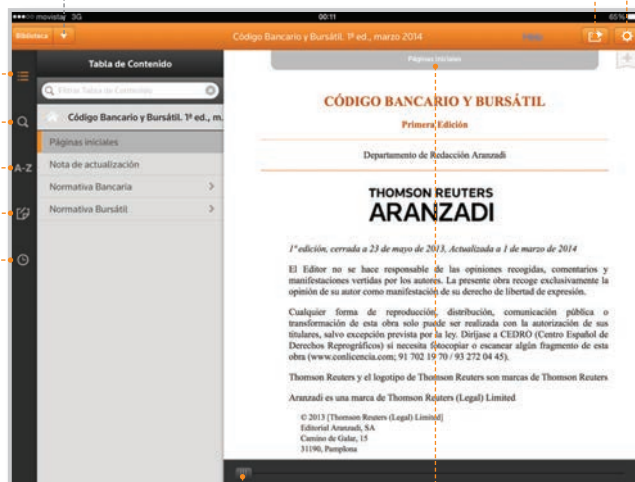 movistar 3G
00:11
65%
Biblioteca
Código Bancario y Bursátil. 1ª ed., marzo 2014
Tabla de Contenido
Filtrar Tabla de Contenido
Código Bancario y Bursátil. 1ª ed., m.
Páginas iniciales
Nota de actualización
Normativa Bancaria
Normativa Bursátil
A-Z
Páginas iniciales
CÓDIGO BANCARIO Y BURSÁTIL
Primera Edición
Departamento de Redacción Aranzadi
THOMSON REUTERS
ARANZADI
1ª edición, cerrada a 23 de mayo de 2013. Actualizada a 1 de marzo de 2014
El Editor no se hace responsable de las opiniones recogidas, comentarios y
manifestaciones vertidas por los autores. La presente obra recoge exclusivamente la
opinión de su autor como manifestación de su derecho de libertad de expresión.
Cualquier forma de reproducción, distribución, comunicación pública o
transformación de esta obra solo puede ser realizada con la autorización de sus
titulares, salvo excepción prevista por la ley. Diríjase a CEDRO (Centro Español de
Derechos Reprográficos) si necesita fotocopiar o escanear algún fragmento de esta
obra (www.conlicencia.com; 91 702 19 70 / 93 272 04 45).
Thomson Reuters y el logotipo de Thomson Reuters son marcas de Thomson Reuters
Aranzadi es una marca de Thomson Reuters (Legal) Limited
© 2013 [Thomson Reuters (Legal) Limited]
Editorial Aranzadi, SA
Camino de Galar, 15
31190, Pamplona